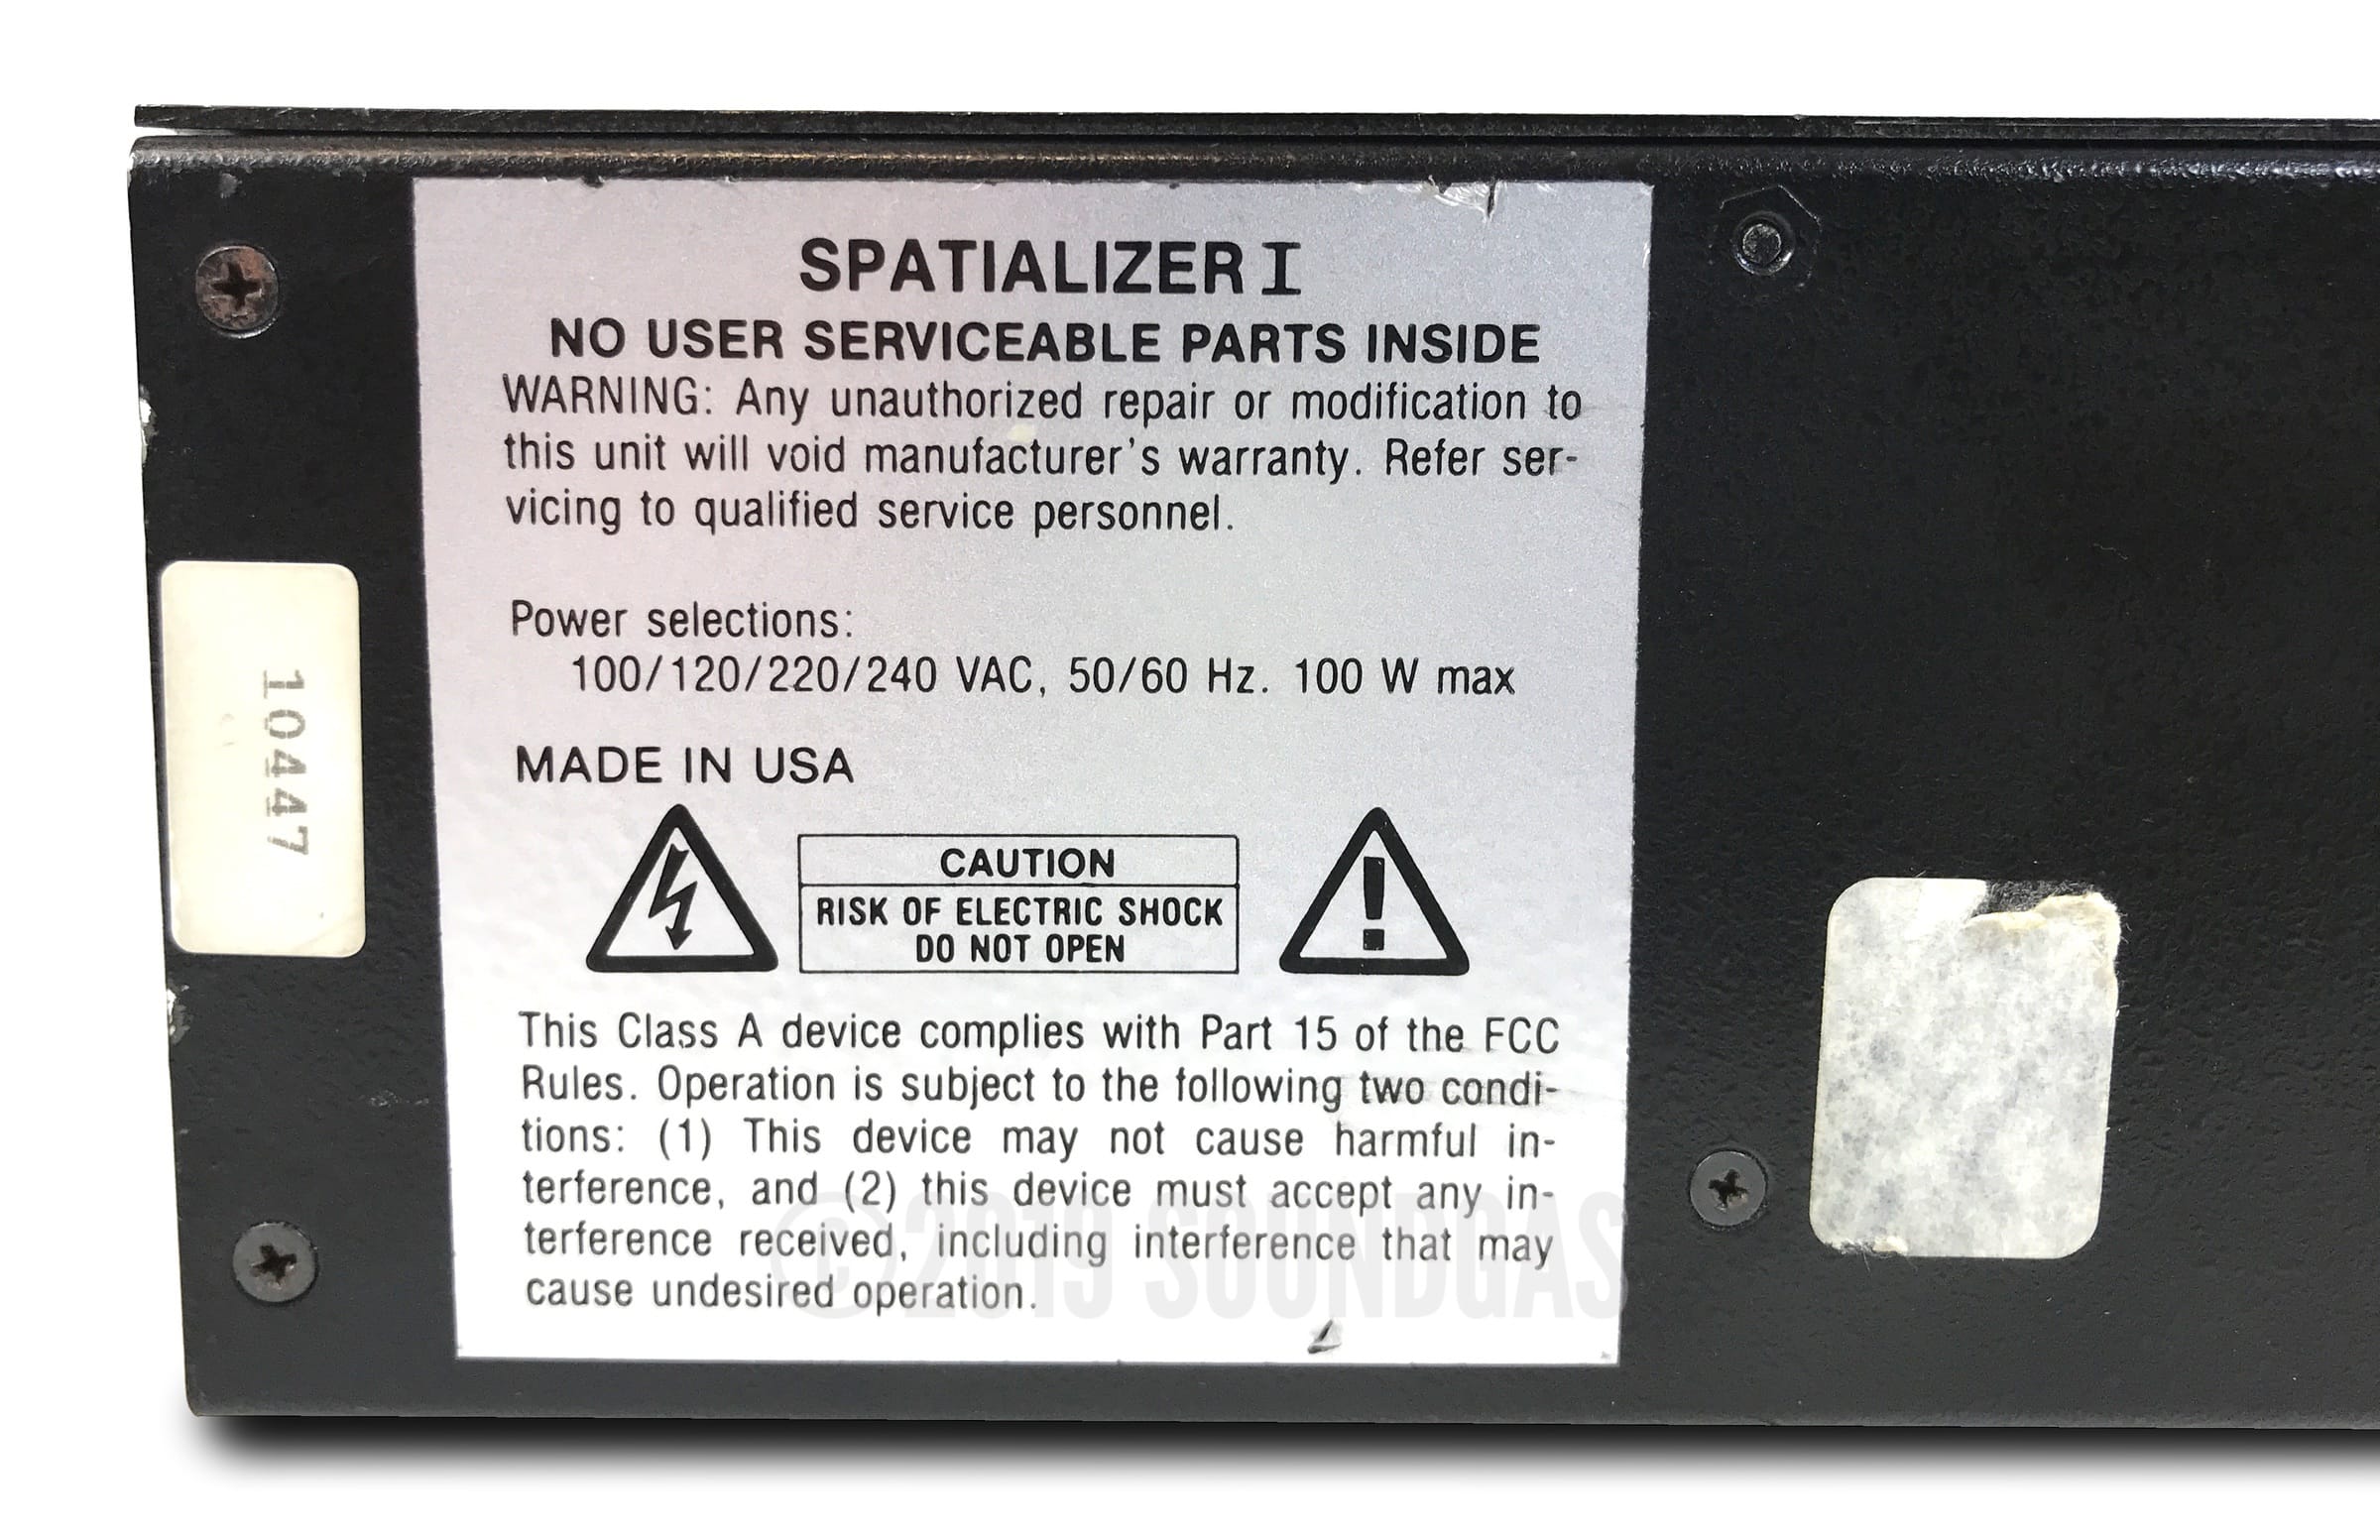 SPATIALIZER I
NO USER SERVICEABLE PARTS INSIDE
WARNING: Any unauthorized repair or modification to
this unit will void manufacturer's warranty. Refer ser-
vicing to qualified service personnel.
Power selections:
100/120/220/240 VAC, 50/60 Hz. 100 W max
MADE IN USA
CAUTION
RISK OF ELECTRIC SHOCK
DO NOT OPEN
This Class A device complies with Part 15 of the FCC
Rules. Operation is subject to the following two condi-
tions: (1) This device may not cause harmful in-
terference, and (2) this device must accept any in-
terference received, including interference that may
cause undesired operation.
10447
©2019 SOUNDGAS